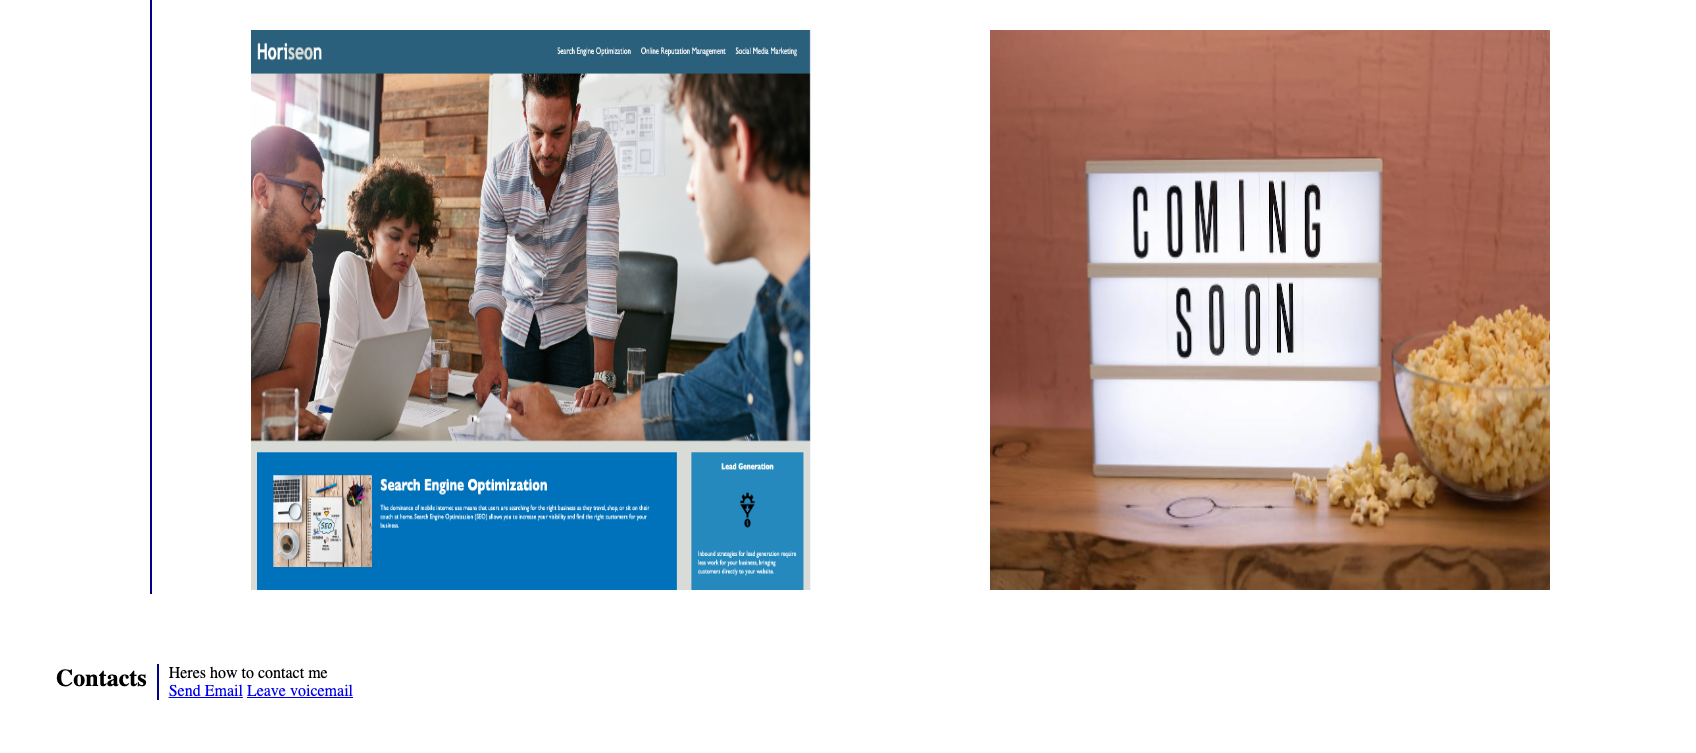 Horiseon
Search Engine Optimization Online Reputation Management Social Media Marketing
COMING
SOON
Lead Generation
Search Engine Optimization
The dominance of mobile internet use means that users are searching for the right business as they travel, shop, or sit on their
couch at home. Search Engine Optimization (SEO) allows you to increase your visibility and find the right customers for your
business.
SEO
Inbound strategies for lead generation require
less work for your business, bringing
customers directly to your website.
Contacts
Heres how to contact me
Send Email Leave voicemail